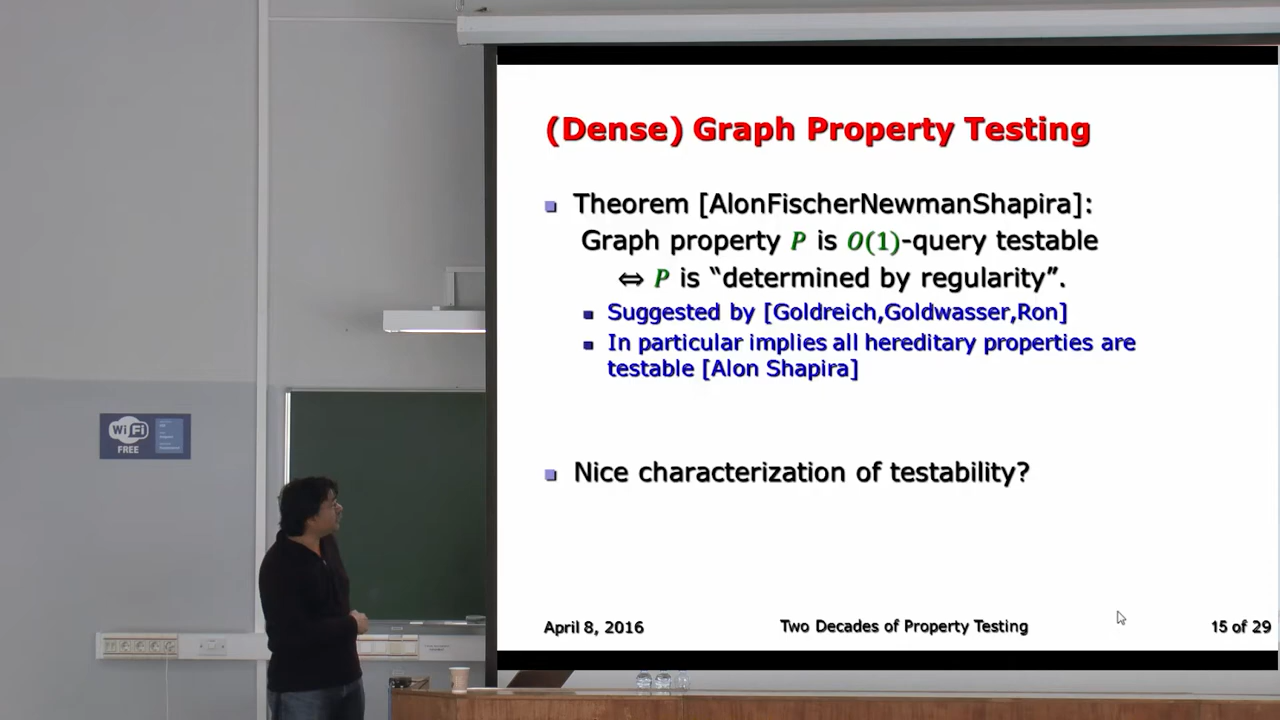 (Dense) Graph Property Testing
Theorem [AlonFischerNewmanShapira]:
Graph property P is O(1)-query testable
⇔ P is “determined by regularity”.
Suggested by [Goldreich,Goldwasser,Ron]
In particular implies all hereditary properties are
testable [Alon Shapira]
Nice characterization of testability?
April 8, 2016
Two Decades of Property Testing
15 of 29
WiFi
FREE